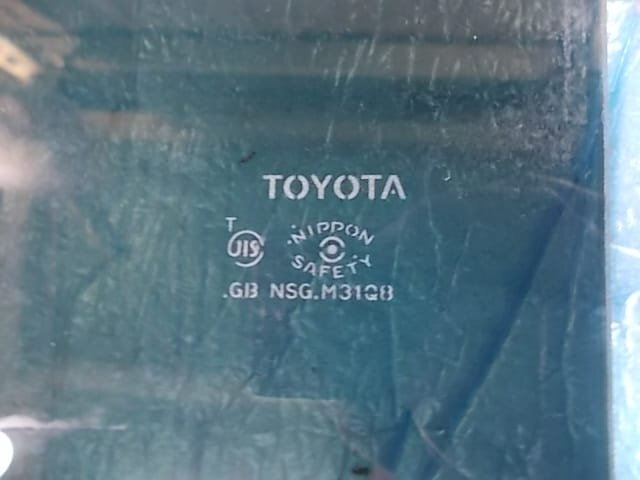 TOYOTA
T
JIS
NIPPON
SAFETY
.GB NSG.M31Q8